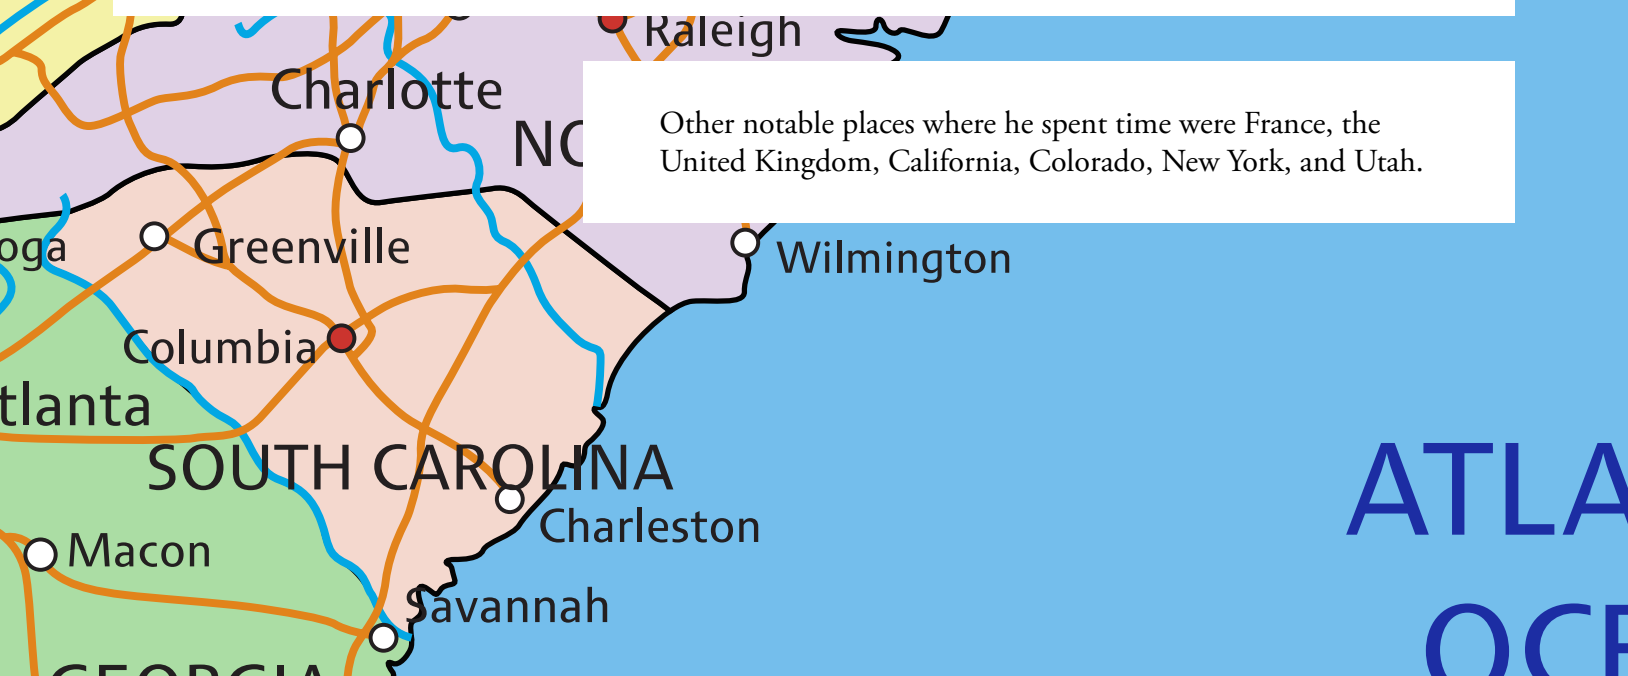 Raleigh
Charlotte
NC
Other notable places where he spent time were France, the
United Kingdom, California, Colorado, New York, and Utah.
oga
Greenville
Wilmington
Columbia
tlanta
SOUTH CAROLINA
ATLA
Charleston
Macon
Savannah
OCE
GEORGIA